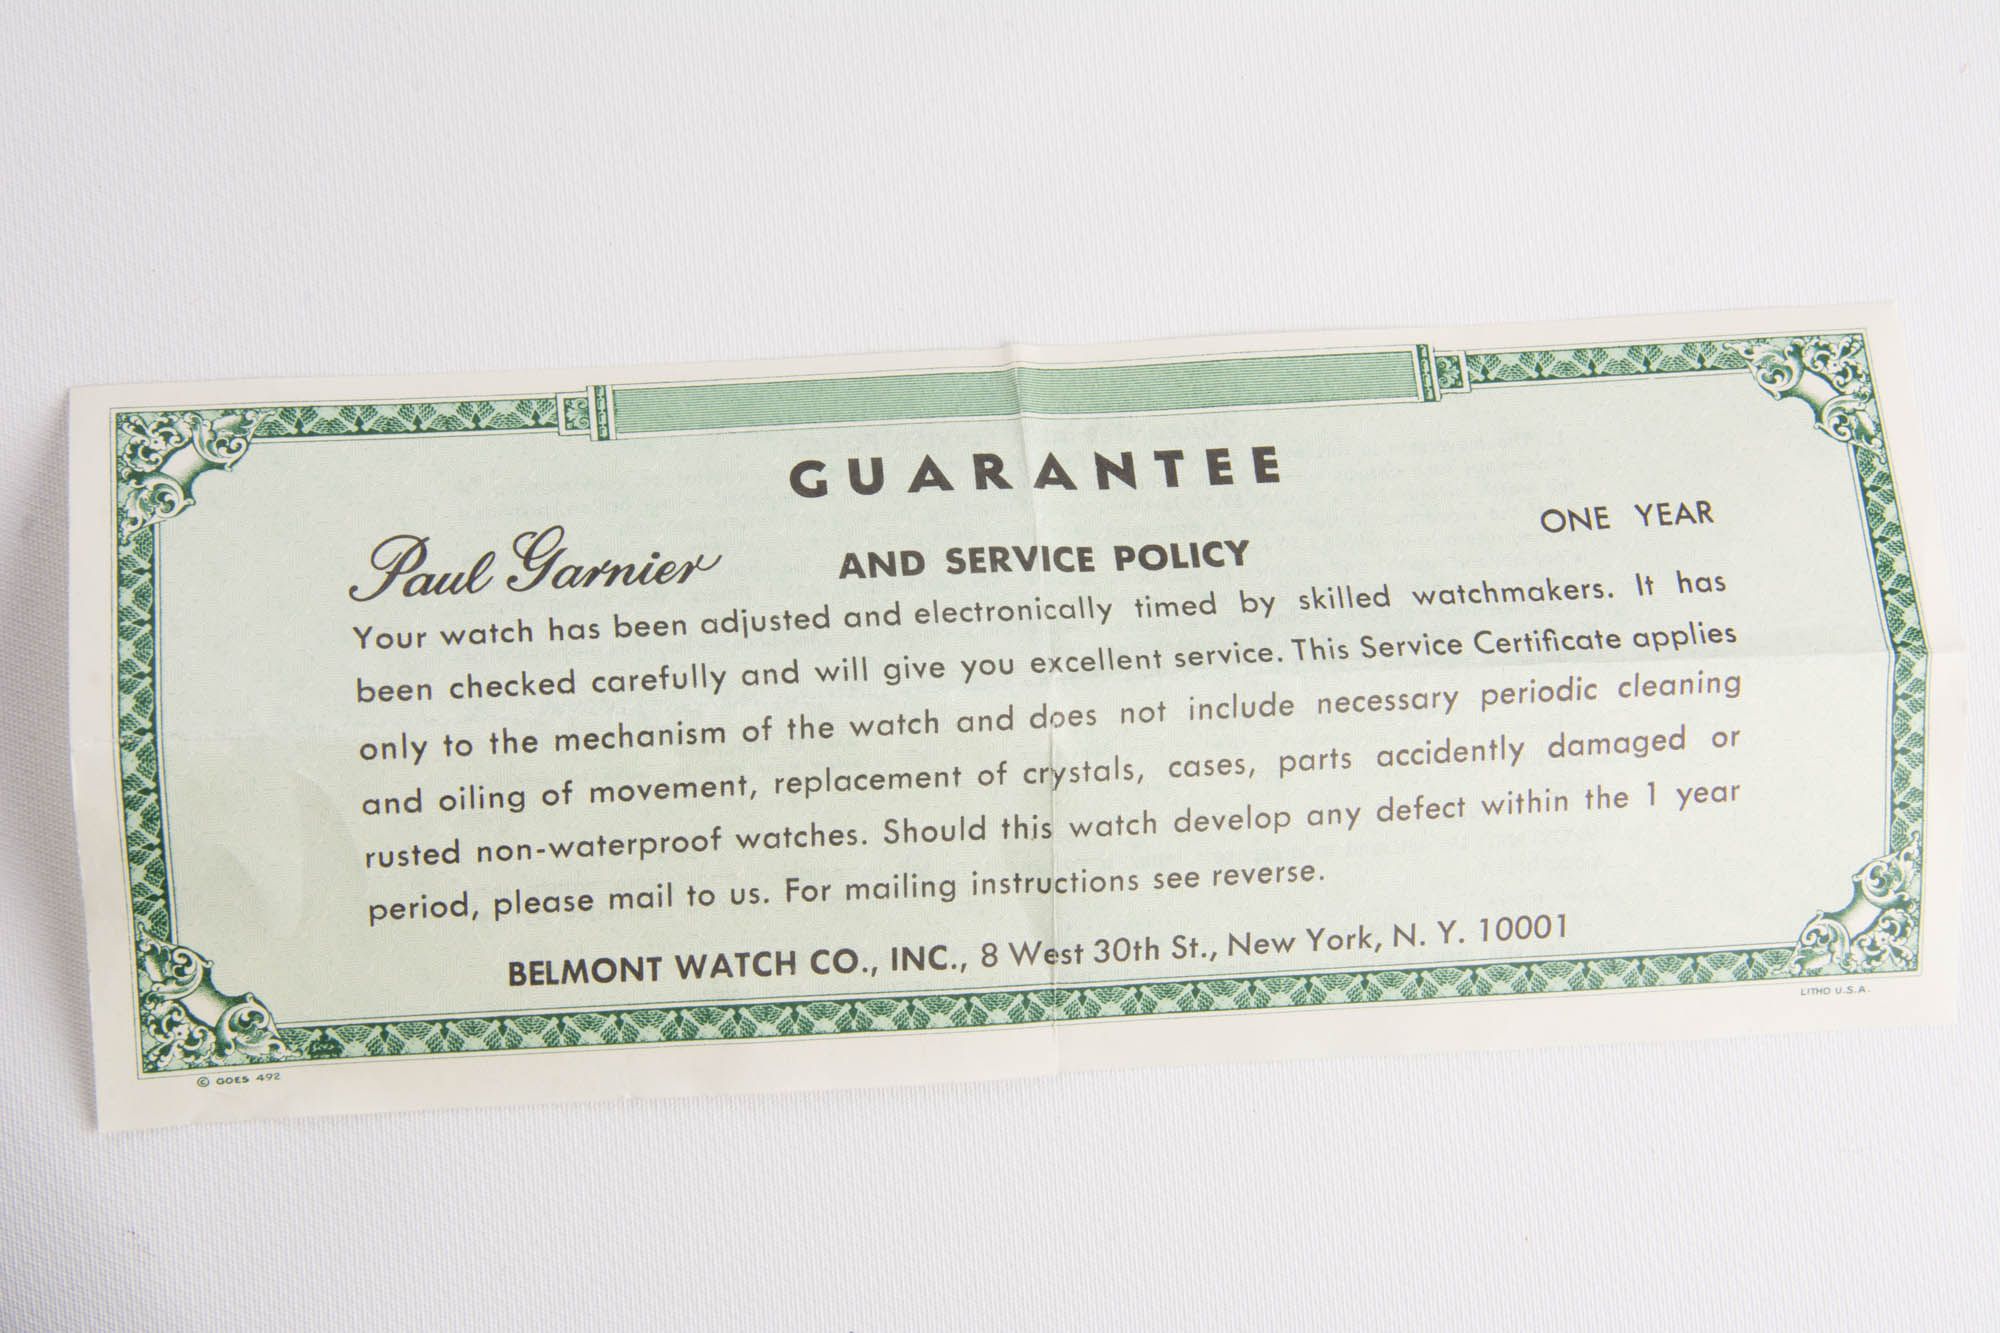 GUARANTEE
ONE YEAR
Paul Garnier AND SERVICE POLICY
Your watch has been adjusted and electronically timed by skilled watchmakers. It has
been checked carefully and will give you excellent service. This Service Certificate applies
only to the mechanism of the watch and does not include necessary periodic cleaning
and oiling of movement, replacement of crystals, cases, parts accidently damaged or
rusted non-waterproof watches. Should this watch develop any defect within the 1 year
period, please mail to us. For mailing instructions see reverse.
BELMONT WATCH CO., INC., 8 West 30th St., New York, N. Y. 10001
© GOES 492
LITHO U.S.A.